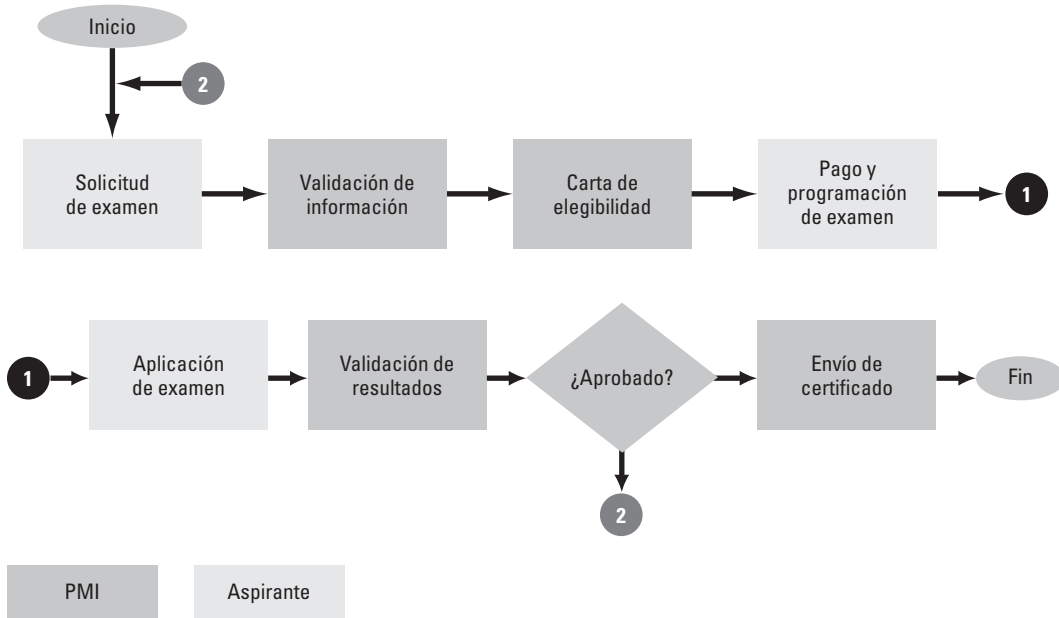 Inicio
2
Solicitud
de examen
Validación de
información
Carta de
elegibilidad
Pago y
programación
de examen
1
1
Aplicación
de examen
Validación de
resultados
¿Aprobado?
Envío de
certificado
Fin
2
PMI
Aspirante